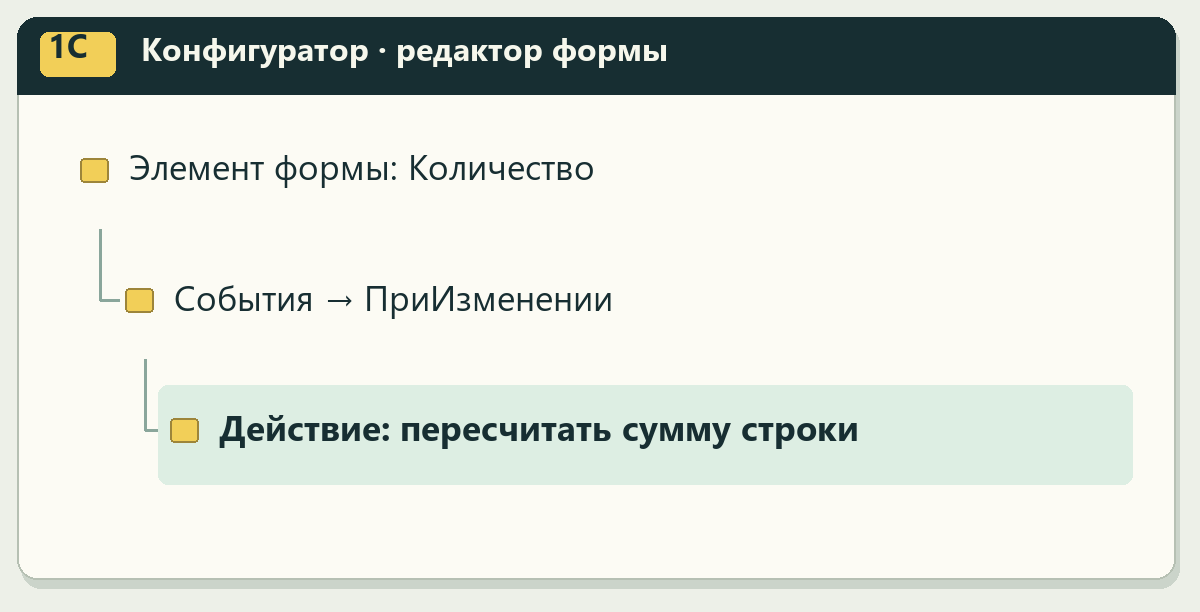 1С
Конфигуратор · редактор формы
Элемент формы: Количество
События → ПриИзменении
Действие: пересчитать сумму строки